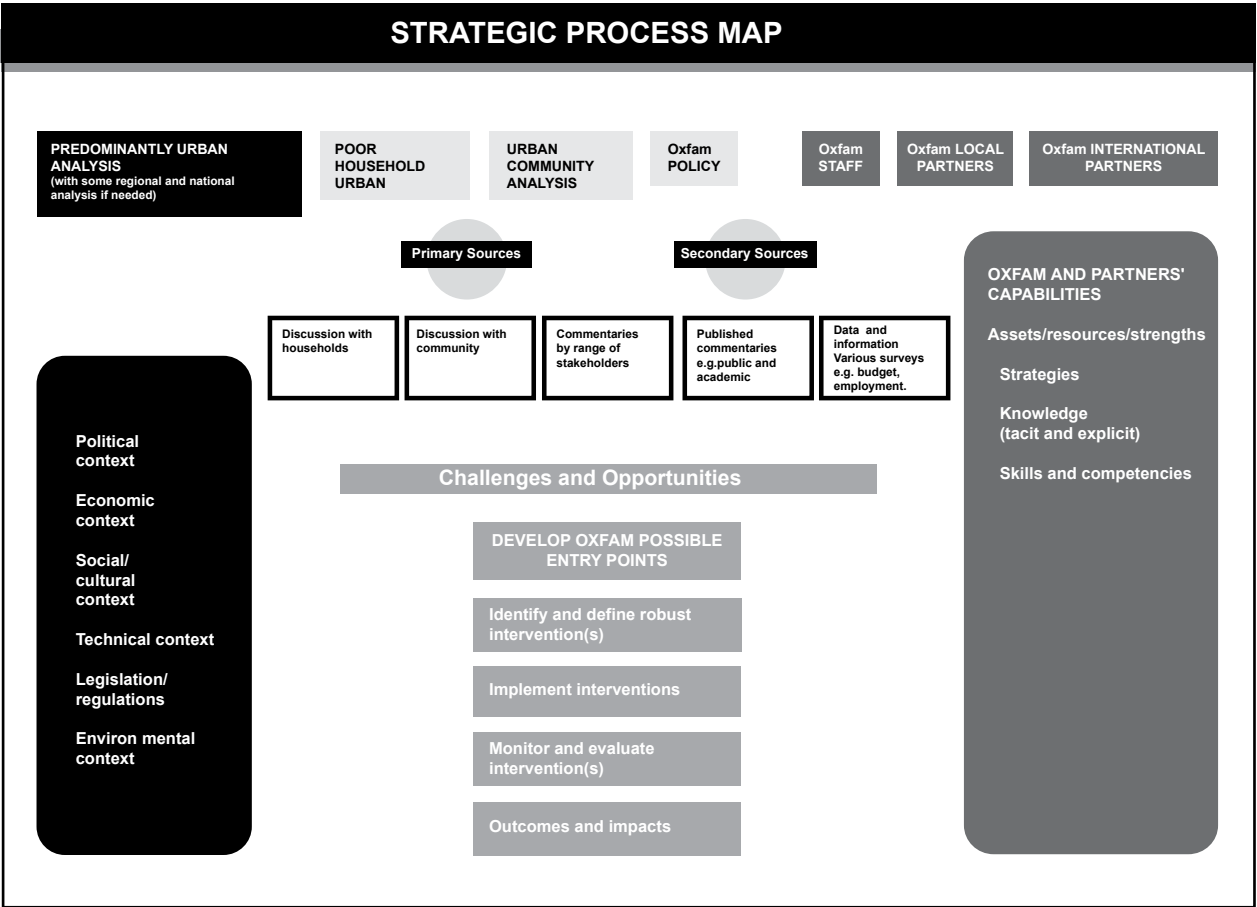 STRATEGIC PROCESS MAP
PREDOMINANTLY URBAN
ANALYSIS
(with some regional and national
analysis if needed)
POOR
HOUSEHOLD
URBAN
URBAN
COMMUNITY
ANALYSIS
Oxfam
POLICY
Oxfam
STAFF
Oxfam LOCAL
PARTNERS
Oxfam INTERNATIONAL
PARTNERS
Primary Sources
Secondary Sources
Discussion with
households
Discussion with
community
Commentaries
by range of
stakeholders
Published
commentaries
e.g.public and
academic
Data and
information
Various surveys
e.g. budget,
employment.
Political
context
Economic
context
Social/
cultural
context
Technical context
Legislation/
regulations
Environ mental
context
Challenges and Opportunities
DEVELOP OXFAM POSSIBLE
ENTRY POINTS
Identify and define robust
intervention(s)
Implement interventions
Monitor and evaluate
intervention(s)
Outcomes and impacts
OXFAM AND PARTNERS'
CAPABILITIES
Assets/resources/strengths
Strategies
Knowledge
(tacit and explicit)
Skills and competencies